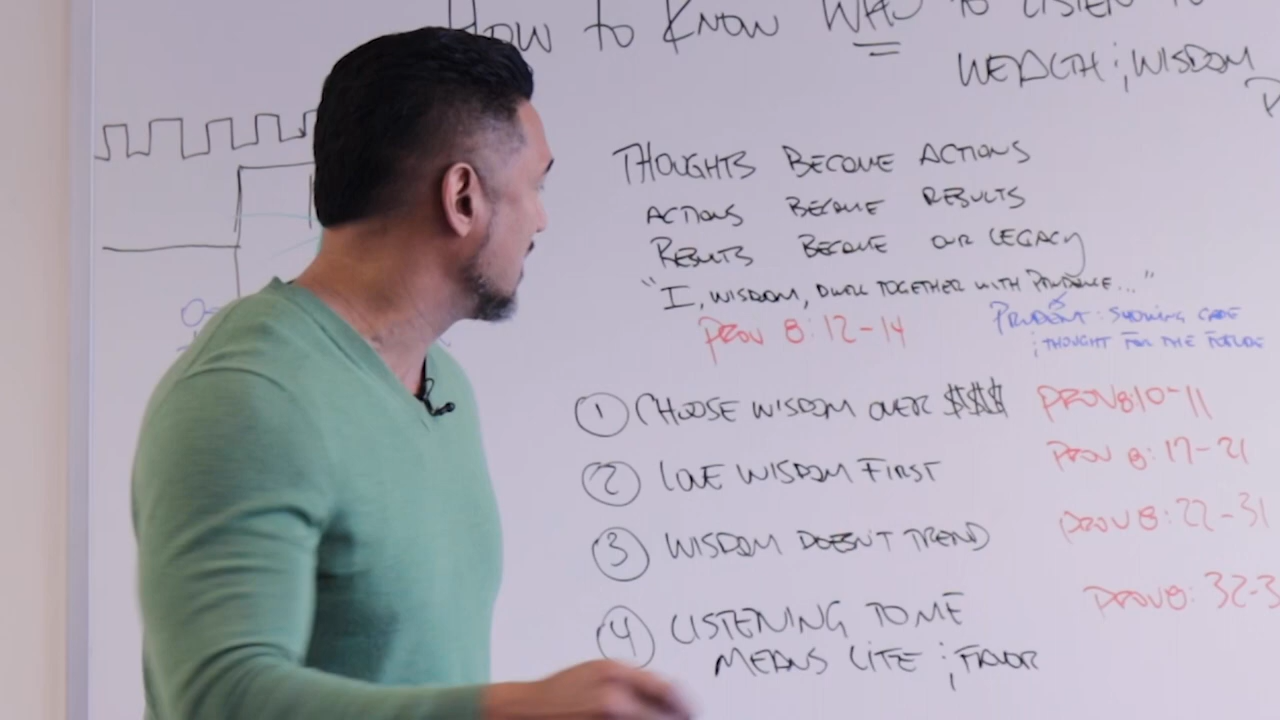 How to Know WHO to LISTEN to
WEALTH ; WISDOM
THOUGHTS BECOME ACTIONS
ACTIONS BECOME RESULTS
RESULTS BECOME OUR LEGACY
"I, WISDOM, DWELL TOGETHER WITH PRUDENCE..."
PROV 8:12-14
PRUDENT: SHOWING CARE
; THOUGHT FOR THE FUTURE
① CHOOSE WISDOM OVER $$$ PROV 8:10-11
② LOVE WISDOM FIRST PROV 8:17-21
③ WISDOM DOESN'T TREND PROV 8:22-31
④ LISTENING TO ME PROV 8:32-3
MEANS LIFE ; FAVOR